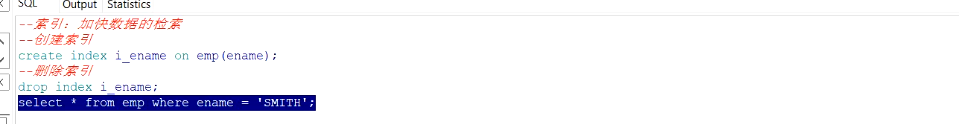 SQL Output Statistics
--索引：加快数据的检索
--创建索引
create index i_ename on emp(ename);
--删除索引
drop index i_ename;
select * from emp where ename = 'SMITH';